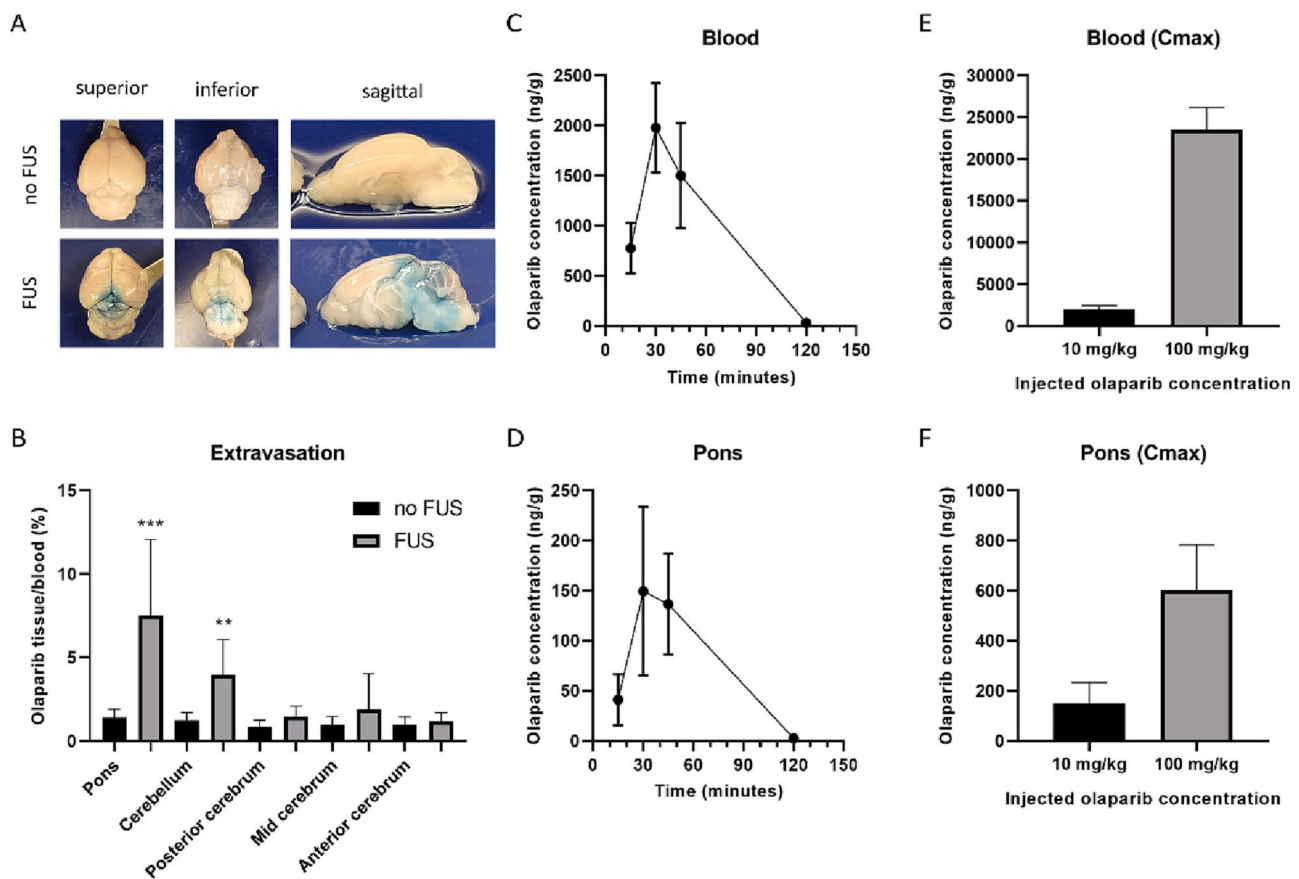 A
superior
inferior
sagittal
no FUS
FUS
B
Extravasation
Olaparib tissue/blood (%)
15
10
5
0
***
**
no FUS
FUS
Pons
Cerebellum
Posterior cerebrum
Mid cerebrum
Anterior cerebrum
C
Blood
Olaparib concentration (ng/g)
2500
2000
1500
1000
500
0
0 30 60 90 120 150
Time (minutes)
D
Pons
Olaparib concentration (ng/g)
250
200
150
100
50
0
0 30 60 90 120 150
Time (minutes)
E
Blood (Cmax)
Olaparib concentration (ng/g)
30000
25000
20000
15000
10000
5000
0
10 mg/kg 100 mg/kg
Injected olaparib concentration
F
Pons (Cmax)
Olaparib concentration (ng/g)
1000
800
600
400
200
0
10 mg/kg 100 mg/kg
Injected olaparib concentration